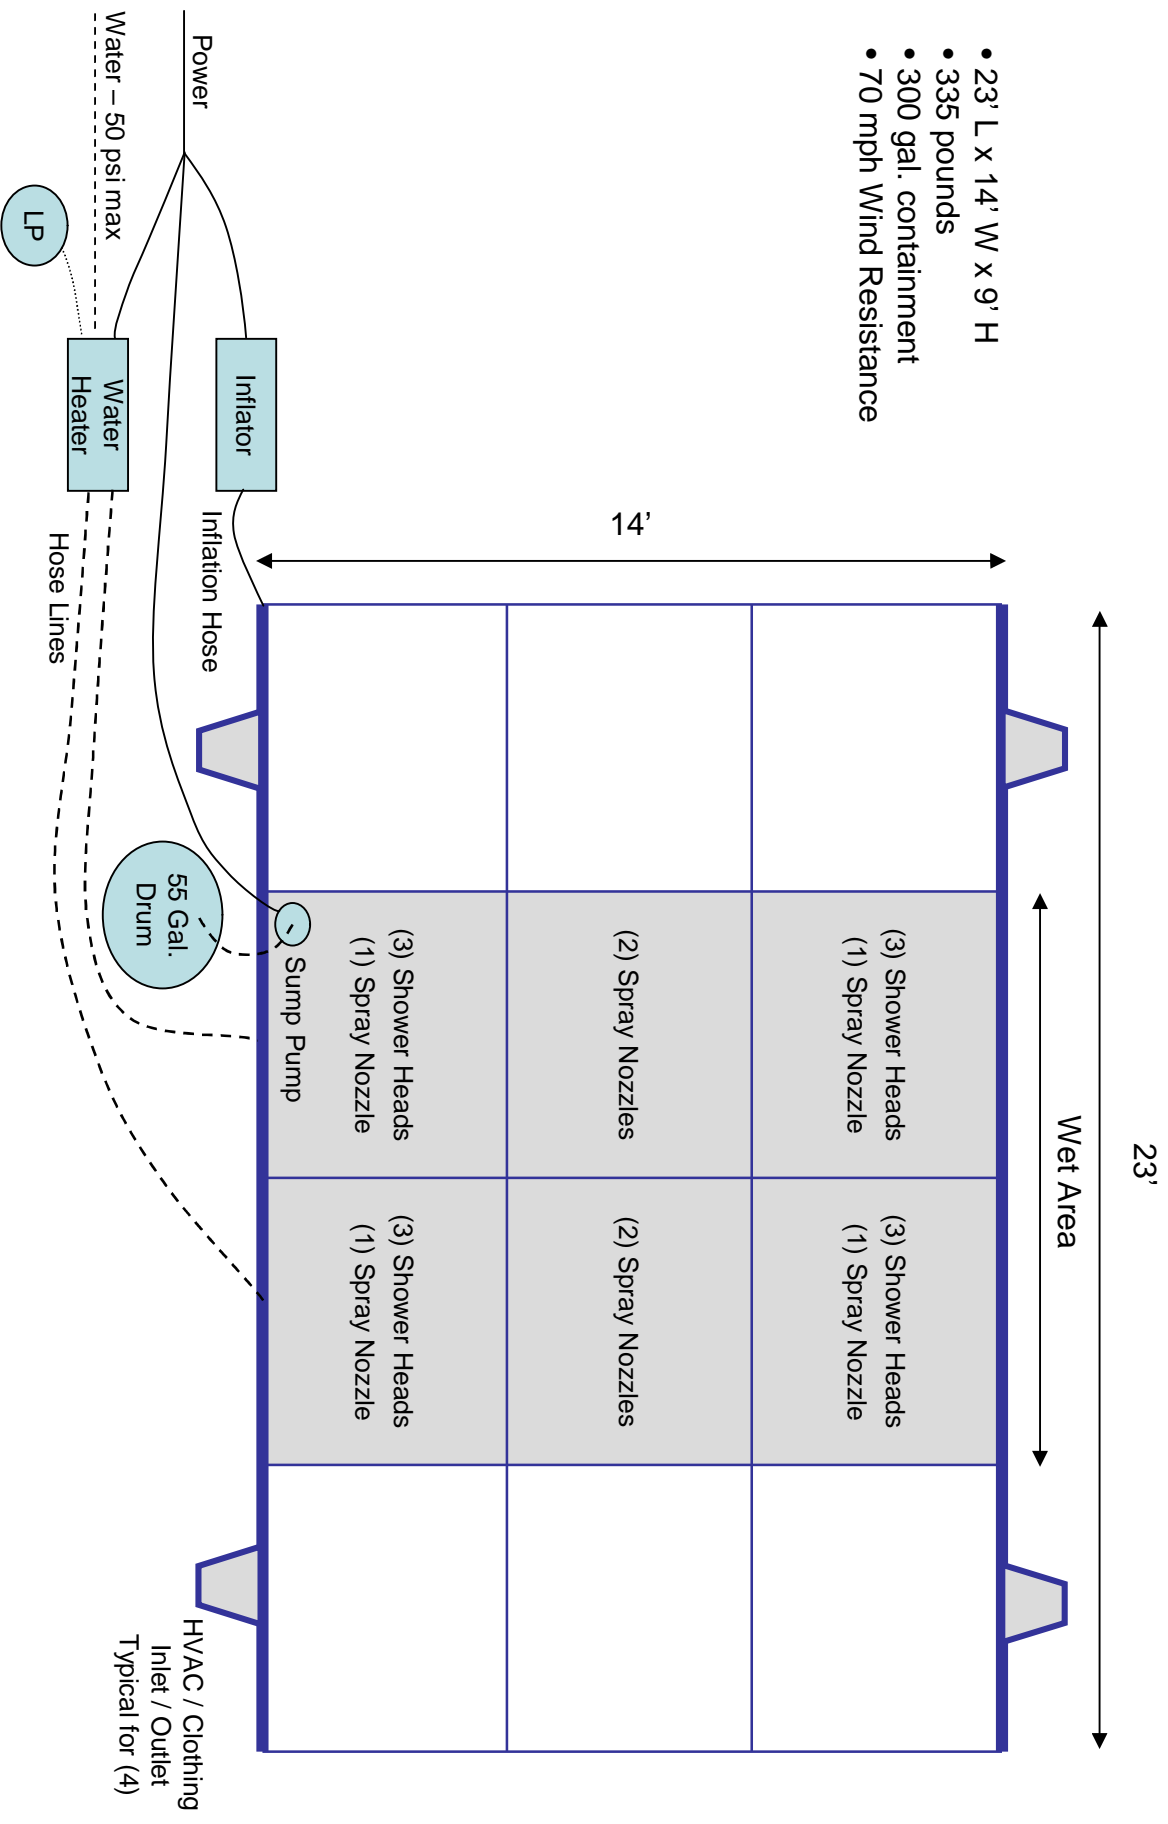 • 23’ L x 14’ W x 9’ H
• 335 pounds
• 300 gal. containment
• 70 mph Wind Resistance
23’
Wet Area
14’
(3) Shower Heads
(1) Spray Nozzle
(3) Shower Heads
(1) Spray Nozzle
(2) Spray Nozzles
(2) Spray Nozzles
(3) Shower Heads
(1) Spray Nozzle
(3) Shower Heads
(1) Spray Nozzle
Sump Pump
Inflator
Inflation Hose
Power
55 Gal.
Drum
HVAC / Clothing
Inlet / Outlet
Typical for (4)
Water – 50 psi max
Water
Heater
Hose Lines
LP